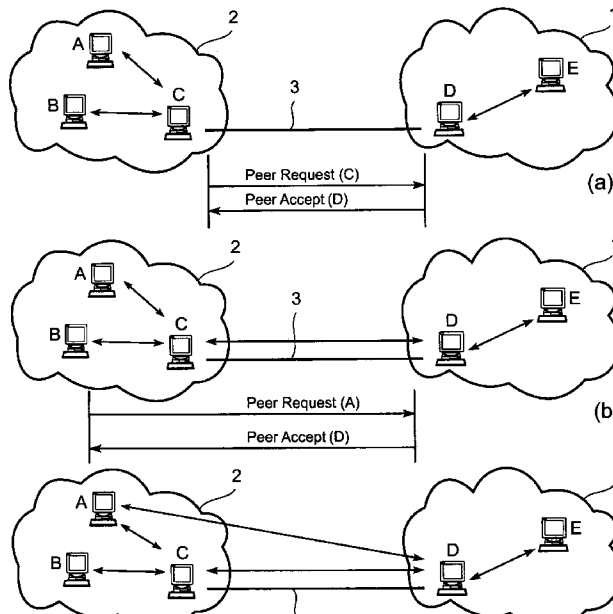 2
A
B
C
3
D
E
Peer Request (C)
Peer Accept (D)
(a)
2
A
B
C
3
D
E
Peer Request (A)
Peer Accept (D)
(b
2
A
B
C
D
E